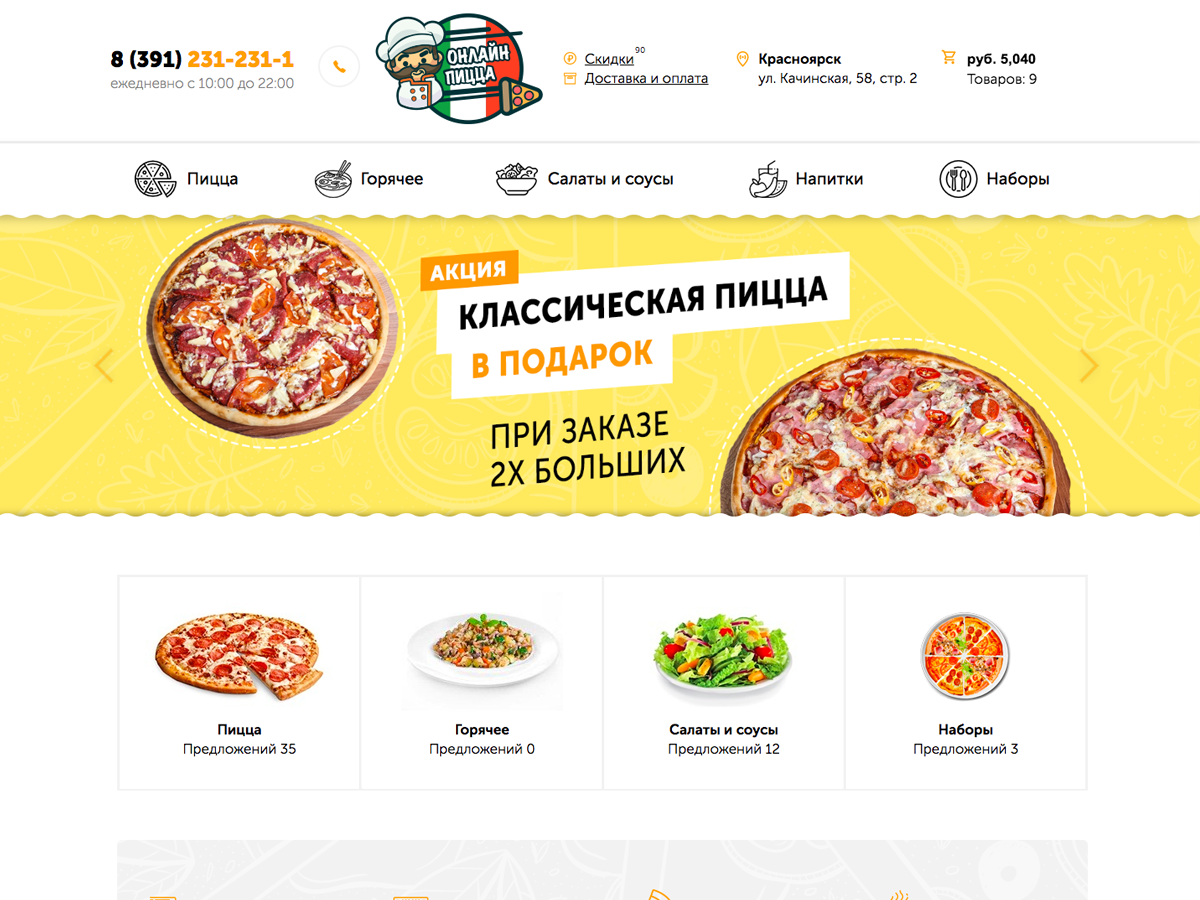 8 (391) 231-231-1
ежедневно с 10:00 до 22:00
ОНЛАЙН
ПИЦЦА
Скидки 90
Доставка и оплата
Красноярск
ул. Качинская, 58, стр. 2
руб. 5,040
Товаров: 9
Пицца
Горячее
Салаты и соусы
Напитки
Наборы
АКЦИЯ
КЛАССИЧЕСКАЯ ПИЦЦА
В ПОДАРОК
ПРИ ЗАКАЗЕ
2Х БОЛЬШИХ
Пицца
Предложений 35
Горячее
Предложений 0
Салаты и соусы
Предложений 12
Наборы
Предложений 3